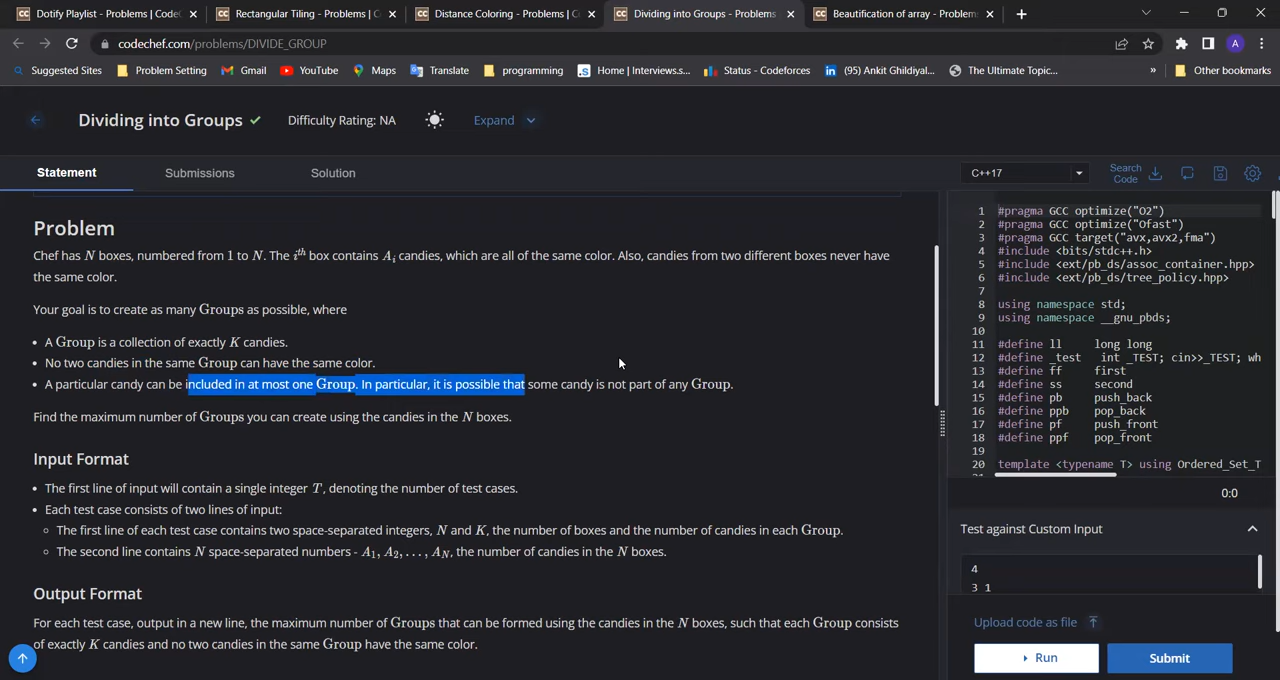 Dotify Playlist - Problems | Code
Rectangular Tiling - Problems | C
Distance Coloring - Problems | C
Dividing into Groups - Problems
Beautification of array - Problem
codechef.com/problems/DIVIDE_GROUP
A
Suggested Sites
Problem Setting
Gmail
YouTube
Maps
Translate
programming
Home | Interviews.s...
Status - Codeforces
(95) Ankit Ghildiyal...
The Ultimate Topic...
»
Other bookmarks
Dividing into Groups
Difficulty Rating: NA
Expand
Statement
Submissions
Solution
C++17
Search
Code
Problem
Chef has N boxes, numbered from 1 to N. The iᵗʰ box contains Aᵢ candies, which are all of the same color. Also, candies from two different boxes never have
the same color.
Your goal is to create as many Groups as possible, where
• A Group is a collection of exactly K candies.
• No two candies in the same Group can have the same color.
• A particular candy can be included in at most one Group. In particular, it is possible that some candy is not part of any Group.
Find the maximum number of Groups you can create using the candies in the N boxes.
Input Format
• The first line of input will contain a single integer T, denoting the number of test cases.
• Each test case consists of two lines of input:
The first line of each test case contains two space-separated integers, N and K, the number of boxes and the number of candies in each Group.
The second line contains N space-separated numbers - A₁, A₂, . . . , A_N, the number of candies in the N boxes.
Output Format
For each test case, output in a new line, the maximum number of Groups that can be formed using the candies in the N boxes, such that each Group consists
of exactly K candies and no two candies in the same Group have the same color.
1 #pragma GCC optimize("O2")
2 #pragma GCC optimize("Ofast")
3 #pragma GCC target("avx,avx2,fma")
4 #include <bits/stdc++.h>
5 #include <ext/pb_ds/assoc_container.hpp>
6 #include <ext/pb_ds/tree_policy.hpp>
7
8 using namespace std;
9 using namespace __gnu_pbds;
10
11 #define ll long long
12 #define _test int _TEST; cin>>_TEST; wh
13 #define ff first
14 #define ss second
15 #define pb push_back
16 #define ppb pop_back
17 #define pf push_front
18 #define ppf pop_front
19
20 template <typename T> using Ordered_Set_T
0:0
Test against Custom Input
4
3 1
Upload code as file
Run
Submit